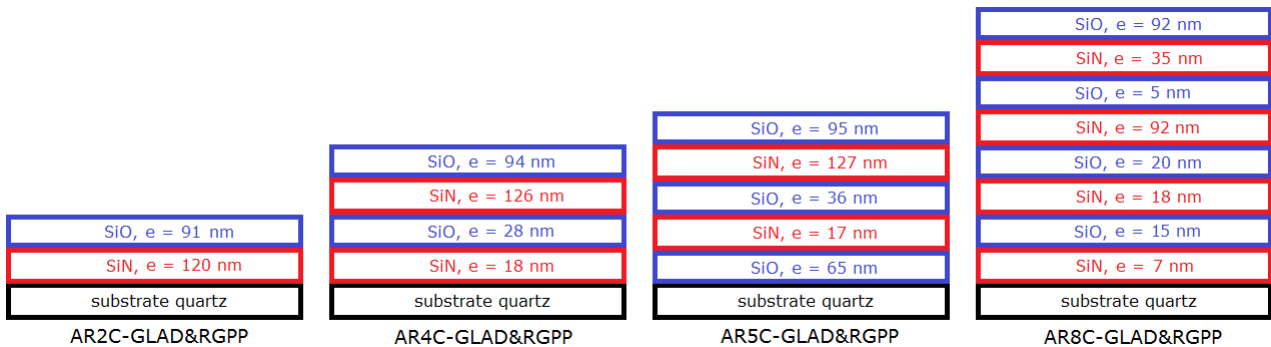 SiO, e = 91 nm
SiN, e = 120 nm
substrate quartz
AR2C-GLAD&RGPP
SiO, e = 94 nm
SiN, e = 126 nm
SiO, e = 28 nm
SiN, e = 18 nm
substrate quartz
AR4C-GLAD&RGPP
SiO, e = 95 nm
SiN, e = 127 nm
SiO, e = 36 nm
SiN, e = 17 nm
SiO, e = 65 nm
substrate quartz
AR5C-GLAD&RGPP
SiO, e = 92 nm
SiN, e = 35 nm
SiO, e = 5 nm
SiN, e = 92 nm
SiO, e = 20 nm
SiN, e = 18 nm
SiO, e = 15 nm
SiN, e = 7 nm
substrate quartz
AR8C-GLAD&RGPP